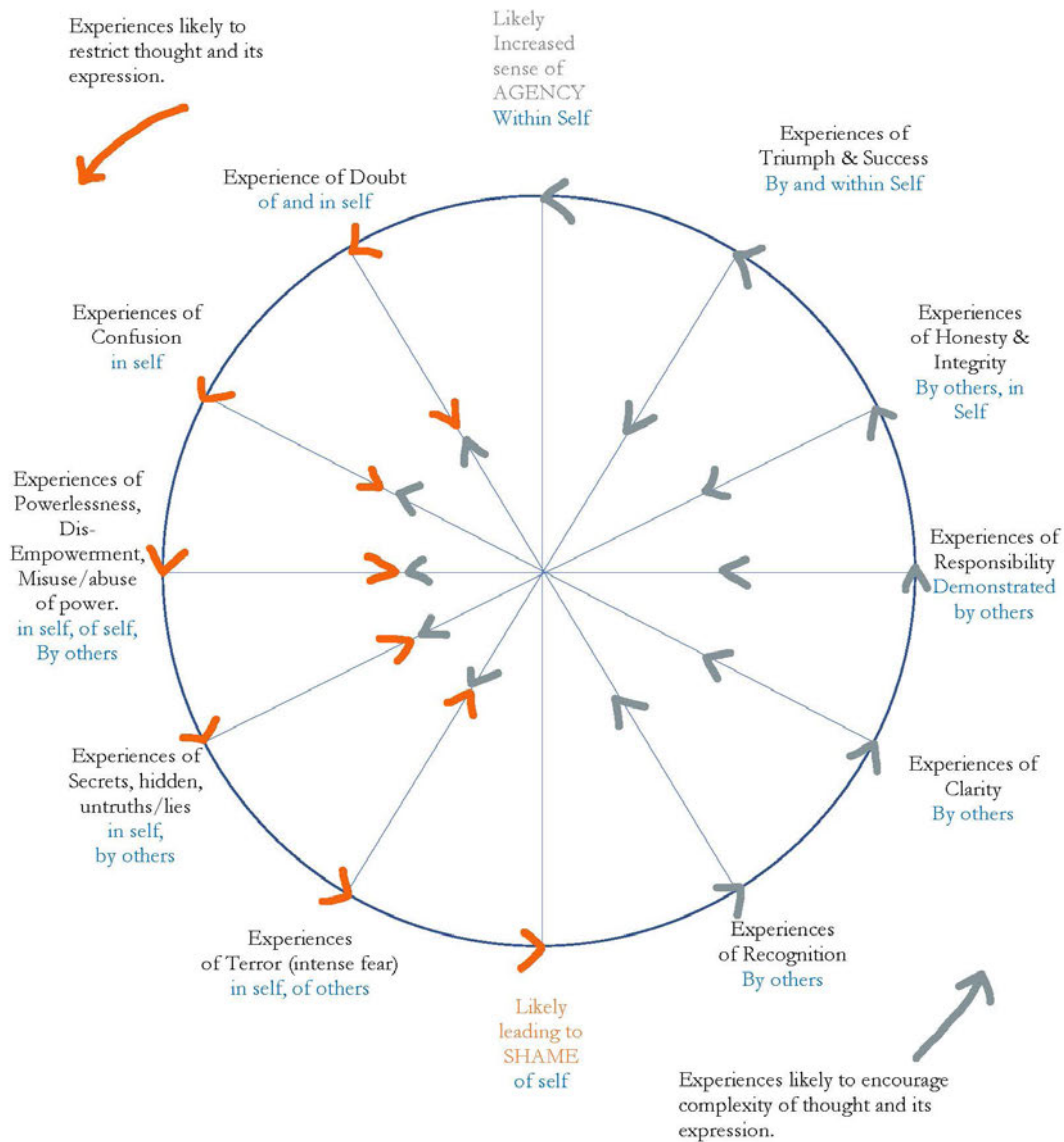 Experiences likely to
restrict thought and its
expression.
Likely
Increased
sense of
AGENCY
Within Self
Experiences of
Triumph & Success
By and within Self
Experience of Doubt
of and in self
Experiences of
Confusion
in self
Experiences
of Honesty &
Integrity
By others, in
Self
Experiences of
Powerlessness,
Dis-
Empowerment,
Misuse/abuse
of power.
in self, of self,
By others
Experiences of
Responsibility
Demonstrated
by others
Experiences of
Secrets, hidden,
untruths/lies
in self,
by others
Experiences of
Clarity
By others
Experiences
of Terror (intense fear)
in self, of others
Experiences
of Recognition
By others
Likely
leading to
SHAME
of self
Experiences likely to encourage
complexity of thought and its
expression.